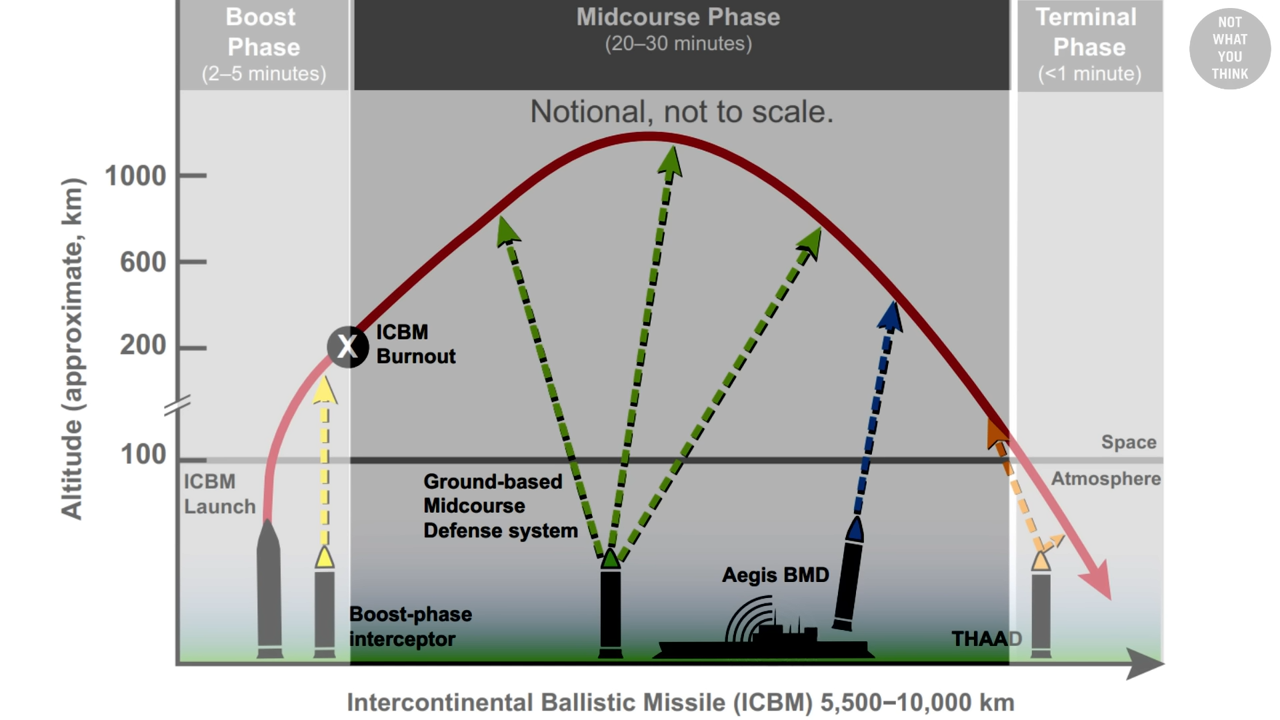 Boost
Phase
(2–5 minutes)
Midcourse Phase
(20–30 minutes)
Terminal
Phase
(<1 minute)
NOT
WHAT
YOU
THINK
Notional, not to scale.
Altitude (approximate, km)
1000
600
200
100
ICBM
Burnout
Space
Atmosphere
ICBM
Launch
Ground-based
Midcourse
Defense system
Aegis BMD
Boost-phase
interceptor
THAAD
X
Intercontinental Ballistic Missile (ICBM) 5,500–10,000 km